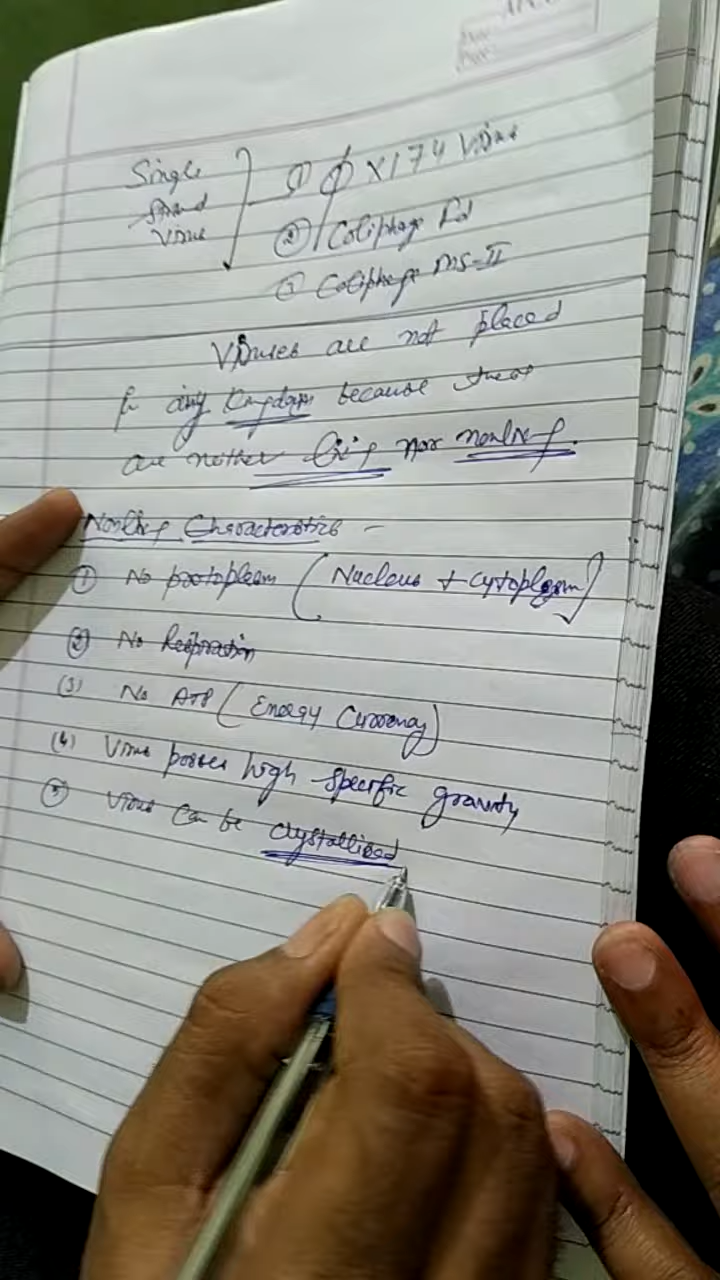 Single
Strand
Virus
① ϕ X174 Virus
② Coliphage Fd
① Coliphage MS-II
Viruses are not placed
in any Kingdom because these
are neither living nor nonliving.
Nonliving Characteristics –
① No protoplasm (Nucleus + cytoplasm)
② No Respiration
(3) No ATP (Energy Currency)
(4) Virus posses high specific gravity
⑤ Virus can be crystallized